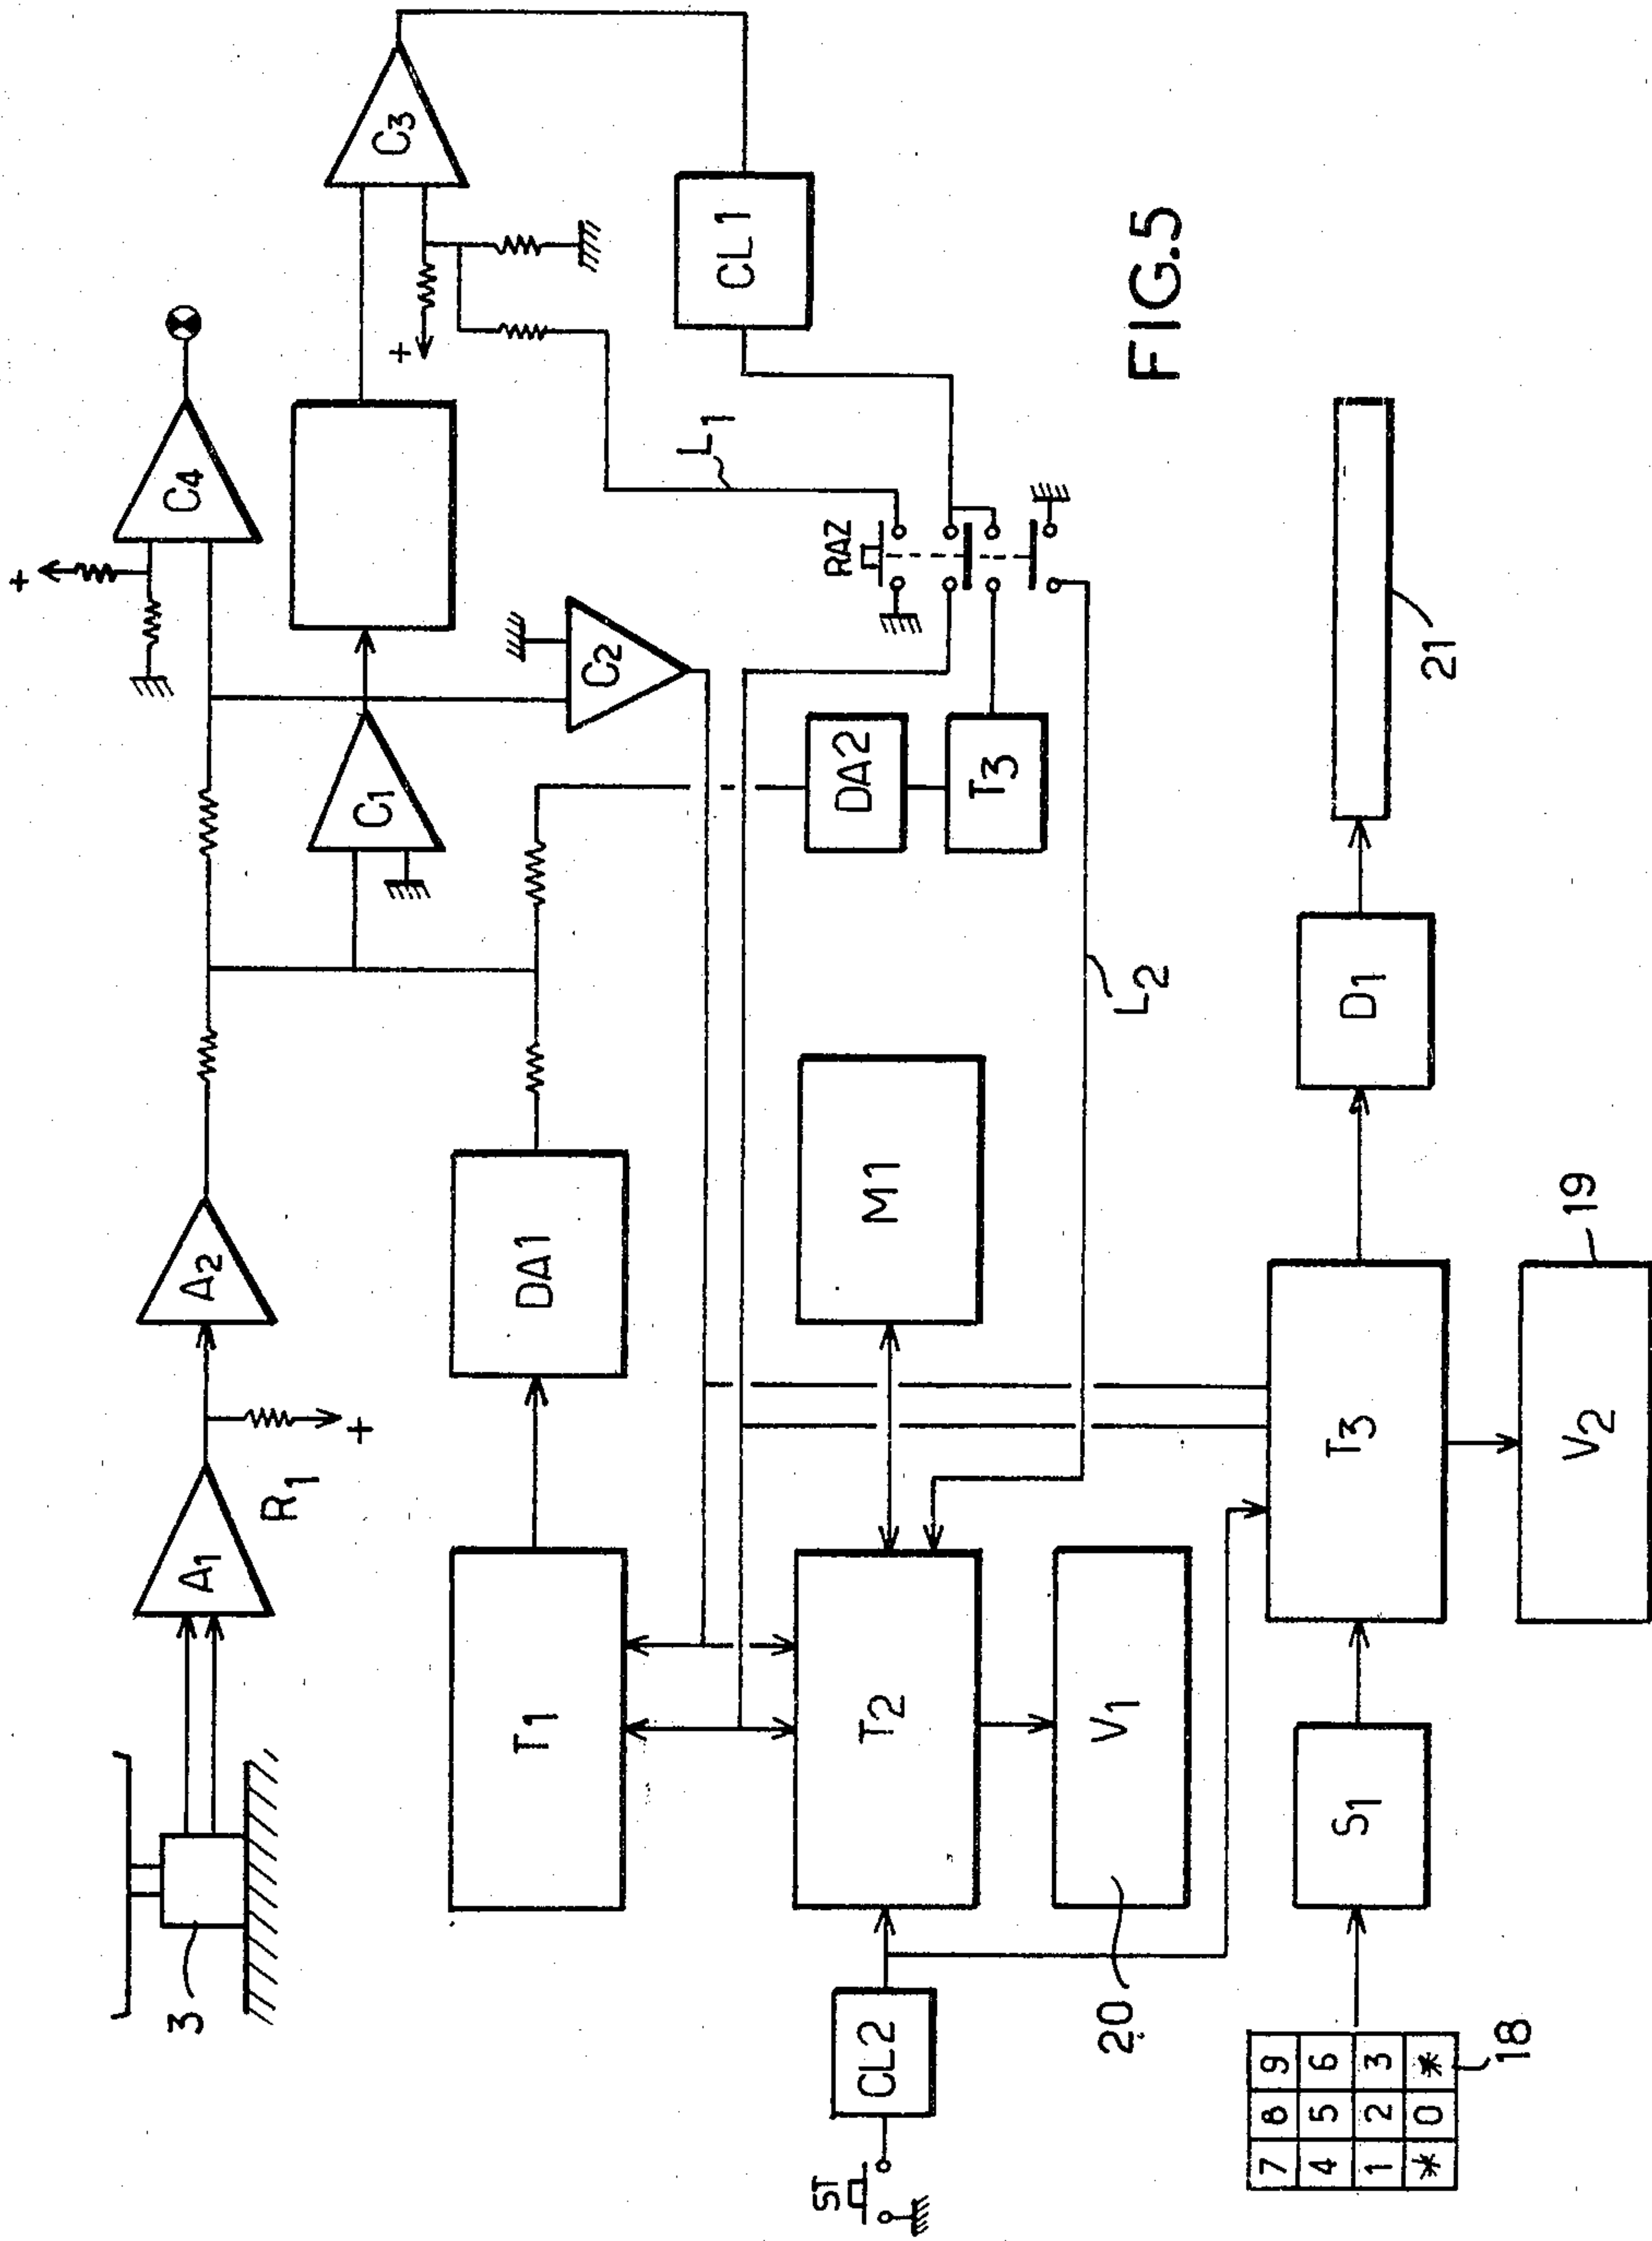 3
A1
R1
+
A2
+
C4
C1
C3
+
T1
DA1
C2
L1
CL1
RAZ
DA2
T3
ST
CL2
T2
M1
L2
V1
20
7 8 9
4 5 6
1 2 3
* 0 *
18
S1
T3
D1
21
V2
19
FIG.5